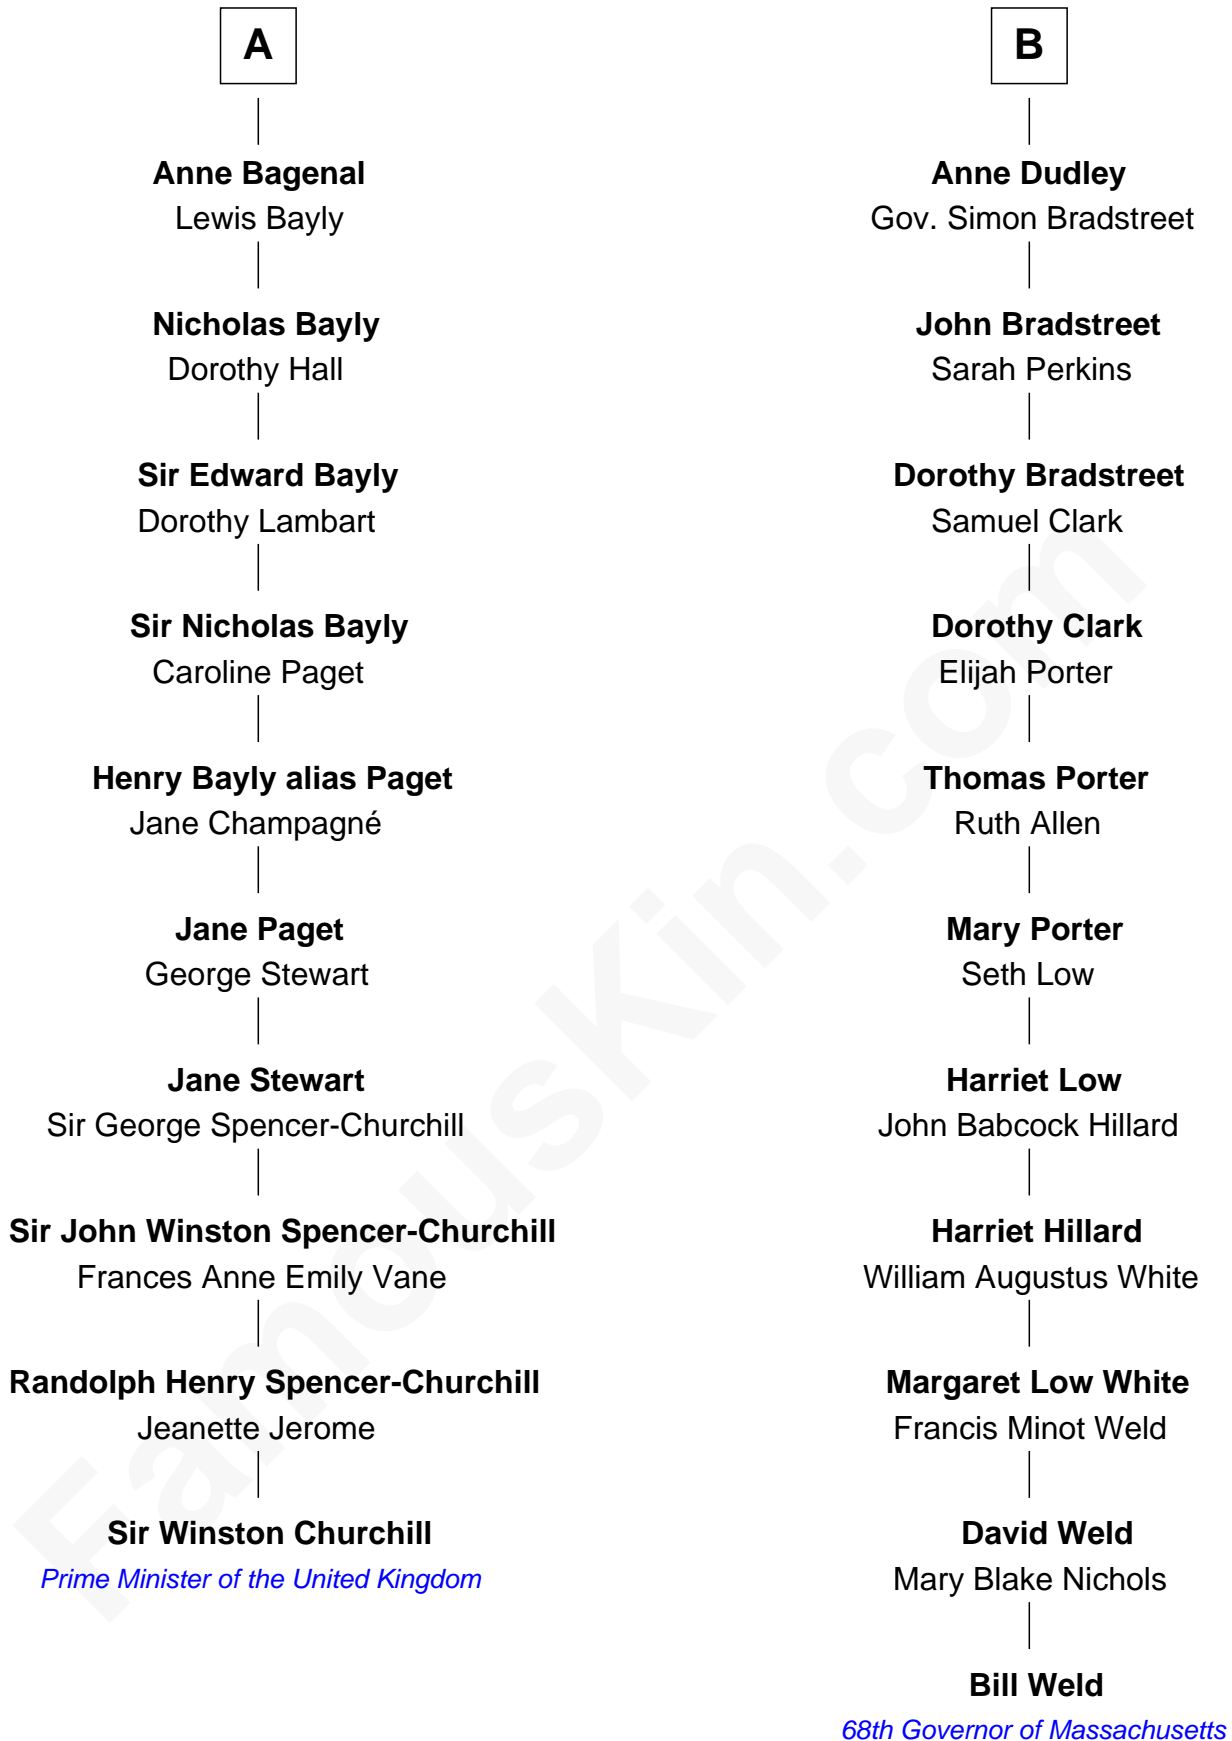 A
Anne Bagenal
Lewis Bayly
Nicholas Bayly
Dorothy Hall
Sir Edward Bayly
Dorothy Lambart
Sir Nicholas Bayly
Caroline Paget
Henry Bayly alias Paget
Jane Champagné
Jane Paget
George Stewart
Jane Stewart
Sir George Spencer-Churchill
Sir John Winston Spencer-Churchill
Frances Anne Emily Vane
Randolph Henry Spencer-Churchill
Jeanette Jerome
Sir Winston Churchill
Prime Minister of the United Kingdom
B
Anne Dudley
Gov. Simon Bradstreet
John Bradstreet
Sarah Perkins
Dorothy Bradstreet
Samuel Clark
Dorothy Clark
Elijah Porter
Thomas Porter
Ruth Allen
Mary Porter
Seth Low
Harriet Low
John Babcock Hillard
Harriet Hillard
William Augustus White
Margaret Low White
Francis Minot Weld
David Weld
Mary Blake Nichols
Bill Weld
68th Governor of Massachusetts
FamousKin.com